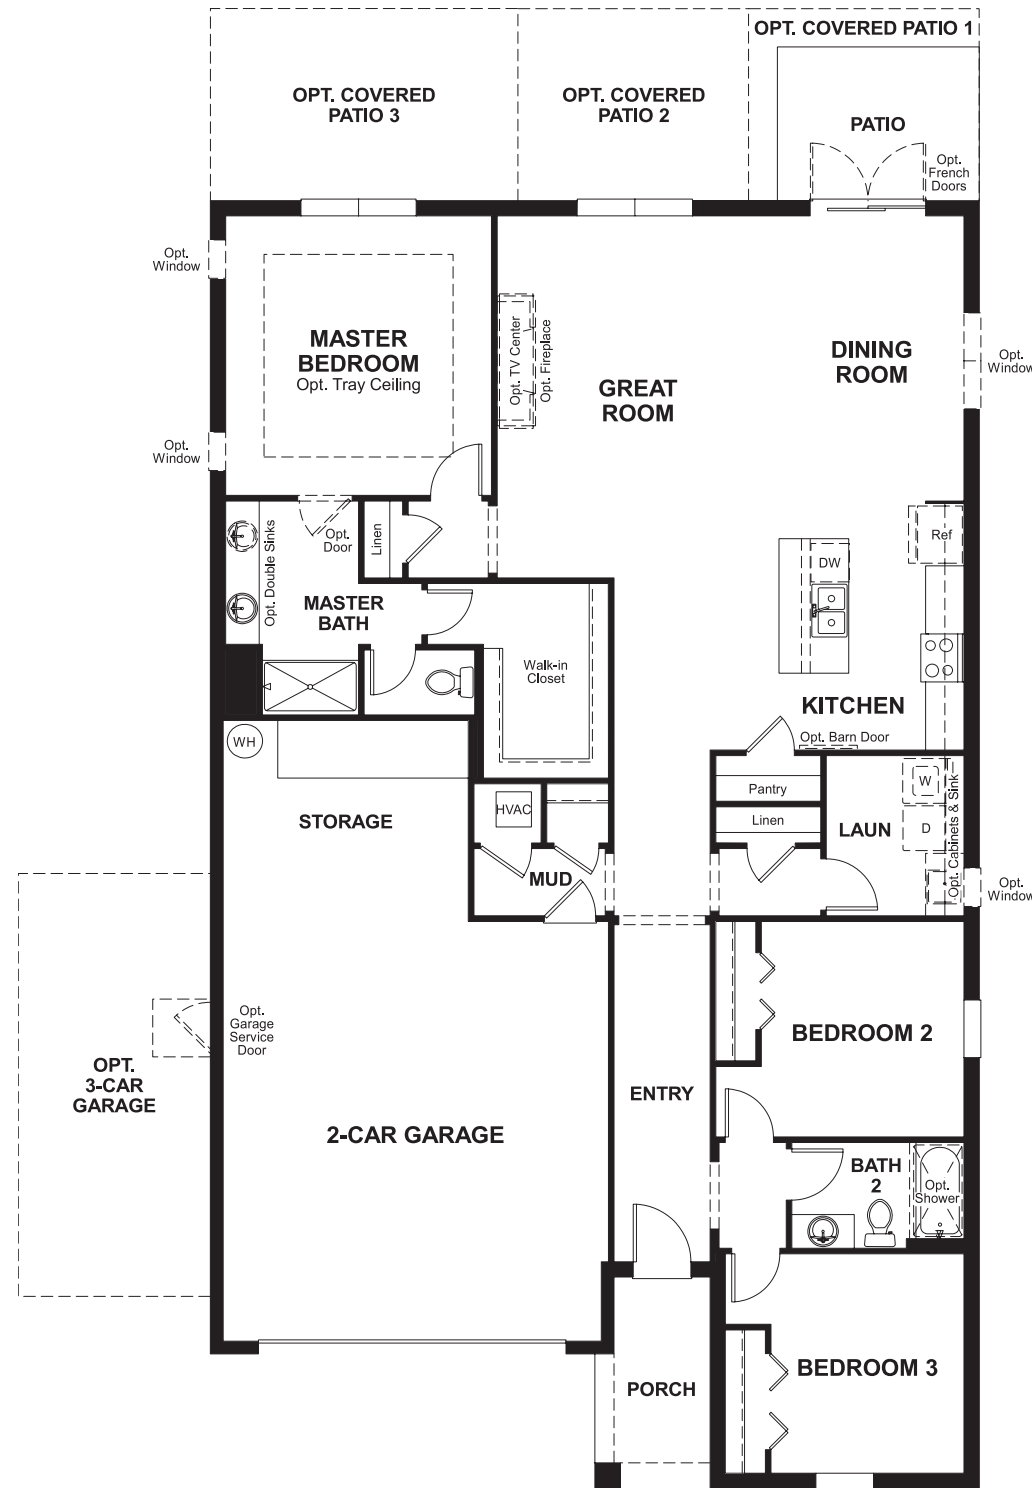 OPT. COVERED PATIO 1
OPT. COVERED
PATIO 3
OPT. COVERED
PATIO 2
PATIO
Opt.
French
Doors
Opt.
Window
MASTER
BEDROOM
Opt. Tray Ceiling
Opt. TV Center
Opt. Fireplace
GREAT
ROOM
DINING
ROOM
Opt.
Window
Opt.
Window
Opt. Double Sinks
Opt.
Door
Linen
Ref
DW
MASTER
BATH
Walk-in
Closet
KITCHEN
Opt. Barn Door
WH
STORAGE
HVAC
MUD
Pantry
Linen
LAUN
W
D
Opt. Cabinets & Sink
Opt.
Window
Opt.
Garage
Service
Door
OPT.
3-CAR
GARAGE
2-CAR GARAGE
ENTRY
BEDROOM 2
BATH
2
Opt.
Shower
BEDROOM 3
PORCH